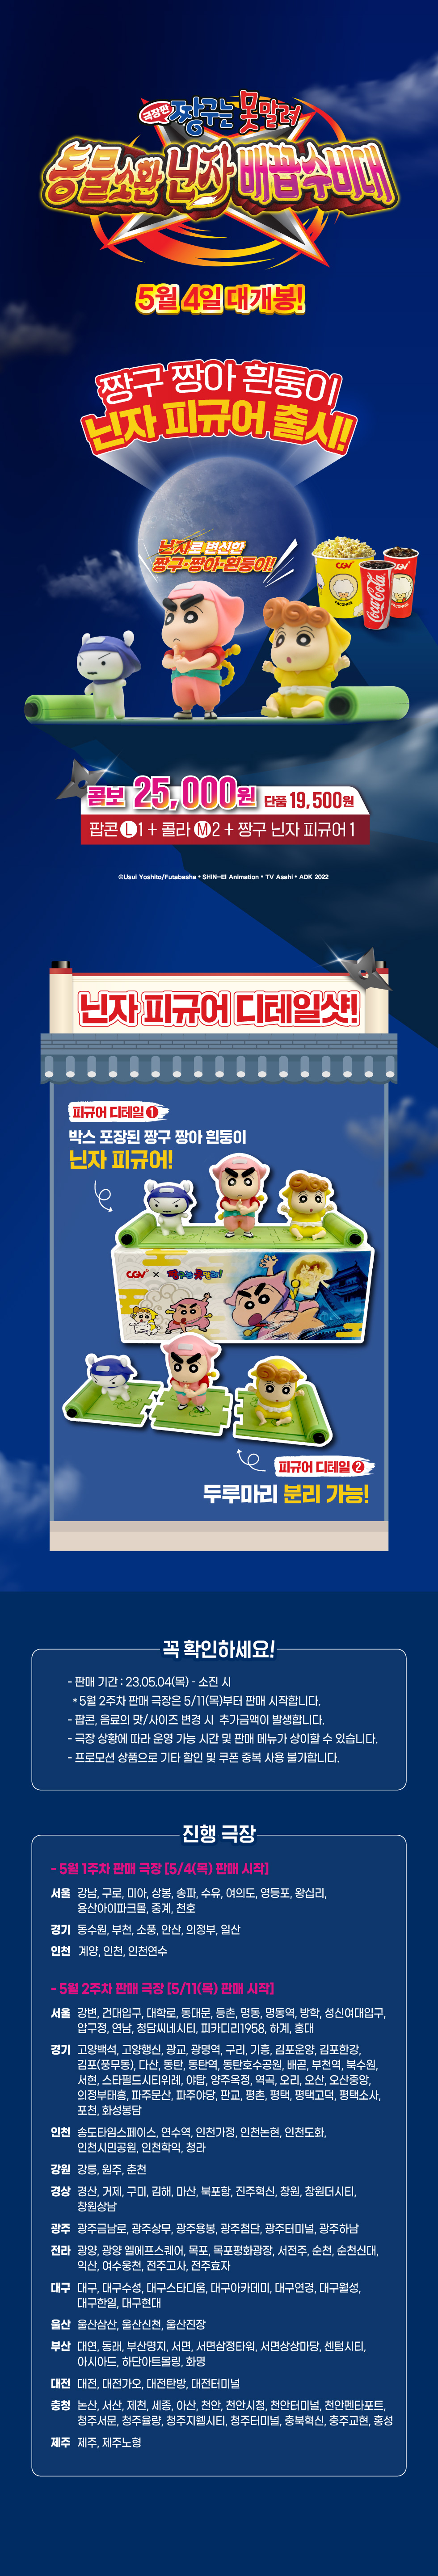 극장판 짱구는 못말려
동물소환 닌자 배꼽수비대
5월 4일 대개봉!
짱구 짱아 흰둥이
닌자 피규어 출시!
닌자로 변신한
짱구·짱아·흰둥이!
CGV
POPCORN
Coca-Cola
콤보 25,000원 단품 19,500원
팝콘 L 1 + 콜라 M 2 + 짱구 닌자 피규어 1
©Usui Yoshito/Futabasha • SHIN-EI Animation • TV Asahi • ADK 2022
닌자 피규어 디테일샷!
피규어 디테일 1
박스 포장된 짱구 짱아 흰둥이
닌자 피규어!
CGV × 짱구는 못말려!
피규어 디테일 2
두루마리 분리 가능!
꼭 확인하세요!
- 판매 기간 : 23.05.04(목) - 소진 시
* 5월 2주차 판매 극장은 5/11(목)부터 판매 시작합니다.
- 팝콘, 음료의 맛/사이즈 변경 시 추가금액이 발생합니다.
- 극장 상황에 따라 운영 가능 시간 및 판매 메뉴가 상이할 수 있습니다.
- 프로모션 상품으로 기타 할인 및 쿠폰 중복 사용 불가합니다.
진행 극장
- 5월 1주차 판매 극장 [5/4(목) 판매 시작]
서울 강남, 구로, 미아, 상봉, 송파, 수유, 여의도, 영등포, 왕십리,
용산아이파크몰, 중계, 천호
경기 동수원, 부천, 소풍, 안산, 의정부, 일산
인천 계양, 인천, 인천연수
- 5월 2주차 판매 극장 [5/11(목) 판매 시작]
서울 강변, 건대입구, 대학로, 동대문, 등촌, 명동, 명동역, 방학, 성신여대입구,
압구정, 연남, 청담씨네시티, 피카디리1958, 하계, 홍대
경기 고양백석, 고양행신, 광교, 광명역, 구리, 기흥, 김포운양, 김포한강,
김포(풍무동), 다산, 동탄, 동탄역, 동탄호수공원, 배곧, 부천역, 북수원,
서현, 스타필드시티위례, 야탑, 양주옥정, 역곡, 오리, 오산, 오산중앙,
의정부태흥, 파주문산, 파주야당, 판교, 평촌, 평택, 평택고덕, 평택소사,
포천, 화성봉담
인천 송도타임스페이스, 연수역, 인천가정, 인천논현, 인천도화,
인천시민공원, 인천학익, 청라
강원 강릉, 원주, 춘천
경상 경산, 거제, 구미, 김해, 마산, 북포항, 진주혁신, 창원, 창원더시티,
창원상남
광주 광주금남로, 광주상무, 광주용봉, 광주첨단, 광주터미널, 광주하남
전라 광양, 광양 엘에프스퀘어, 목포, 목포평화광장, 서전주, 순천, 순천신대,
익산, 여수웅천, 전주고사, 전주효자
대구 대구, 대구수성, 대구스타디움, 대구아카데미, 대구연경, 대구월성,
대구한일, 대구현대
울산 울산삼산, 울산신천, 울산진장
부산 대연, 동래, 부산명지, 서면, 서면삼정타워, 서면상상마당, 센텀시티,
아시아드, 하단아트몰링, 화명
대전 대전, 대전가오, 대전탄방, 대전터미널
충청 논산, 서산, 제천, 세종, 아산, 천안, 천안시청, 천안터미널, 천안펜타포트,
청주서문, 청주율량, 청주지웰시티, 청주터미널, 충북혁신, 충주교현, 홍성
제주 제주, 제주노형